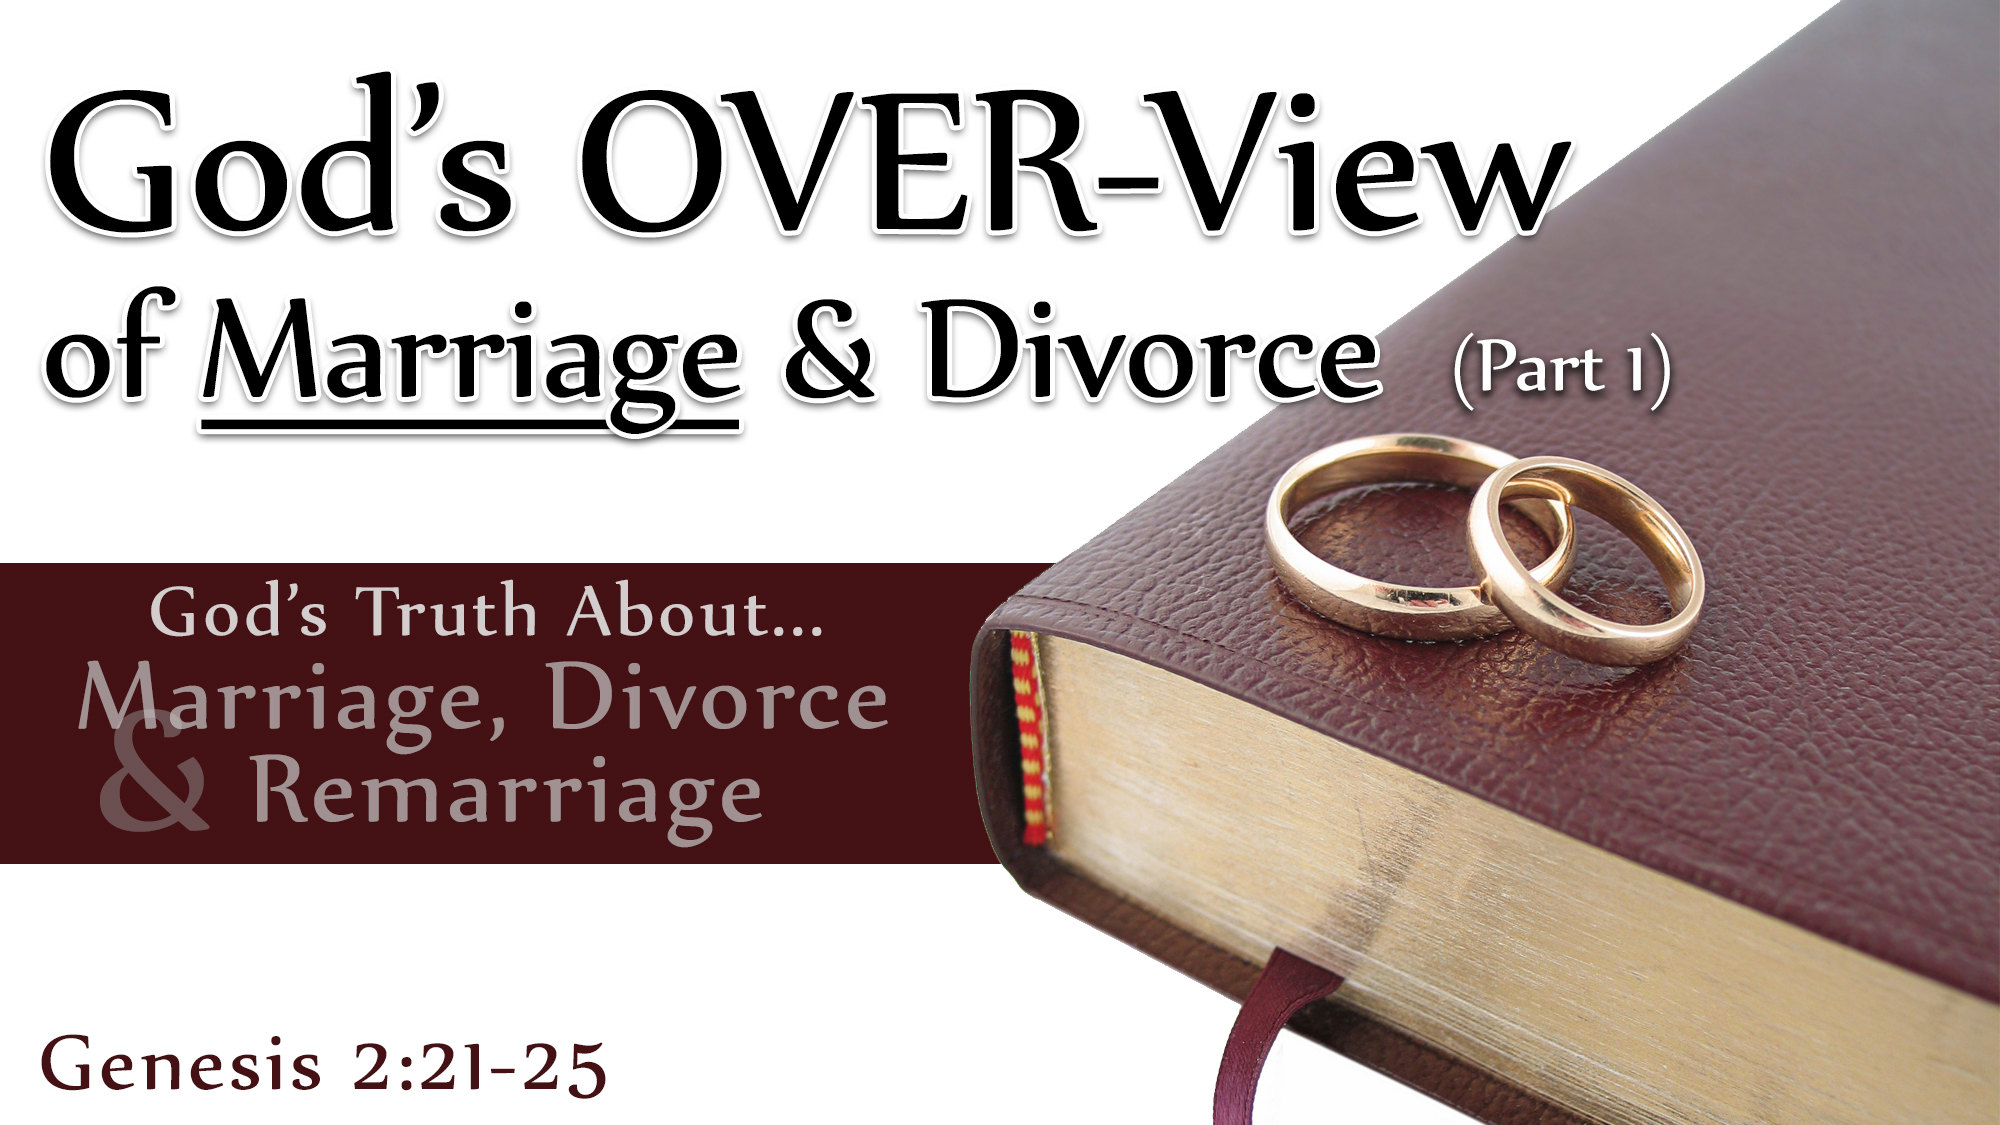 God’s OVER-View
of Marriage & Divorce (Part 1)
God’s Truth About...
Marriage, Divorce
& Remarriage
Genesis 2:21-25